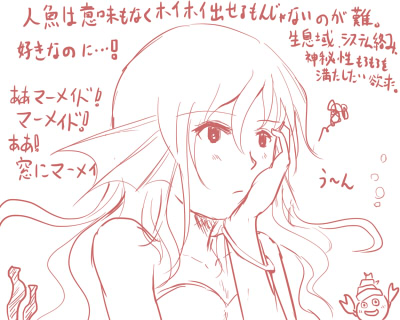 人魚は意味もなくホイホイ出せるもんじゃないのが難。
好きなのに…!
生息域、システム絡み、
神秘性もろもろを
満たしたい欲求。
ああマーメイド!
マーメイド!
ああ!
窓にマーメイ
う〜ん